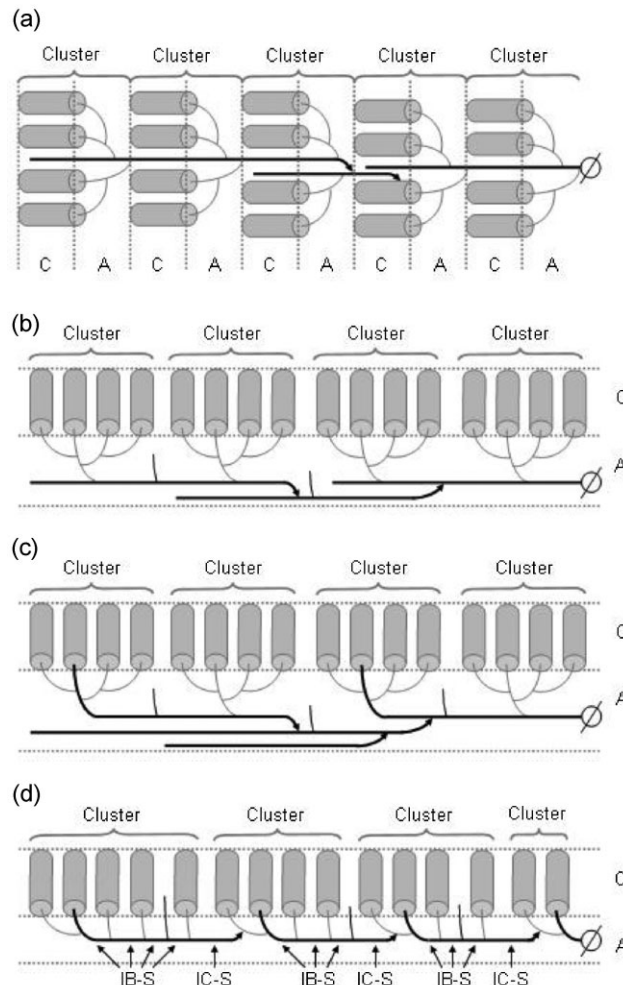 (a)
Cluster Cluster Cluster Cluster Cluster
C A C A C A C A C A
(b)
Cluster Cluster Cluster Cluster
C
A
(c)
Cluster Cluster Cluster Cluster
C
A
(d)
Cluster Cluster Cluster Cluster
C
A
IB-S IC-S IB-S IC-S IB-S IC-S